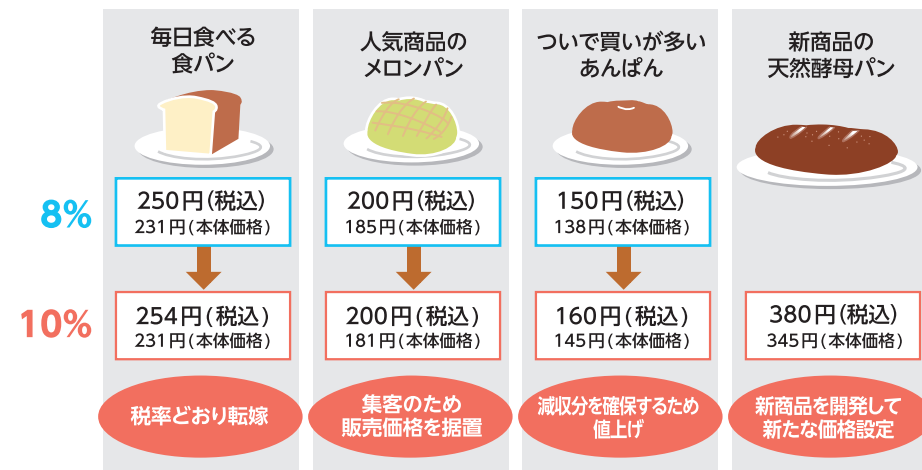 毎日食べる
食パン
人気商品の
メロンパン
ついで買いが多い
あんぱん
新商品の
天然酵母パン
8%
250円(税込)
231円(本体価格)
200円(税込)
185円(本体価格)
150円(税込)
138円(本体価格)
10%
254円(税込)
231円(本体価格)
200円(税込)
181円(本体価格)
160円(税込)
145円(本体価格)
380円(税込)
345円(本体価格)
税率どおり転嫁
集客のため
販売価格を据置
減収分を確保するため
値上げ
新商品を開発して
新たな価格設定